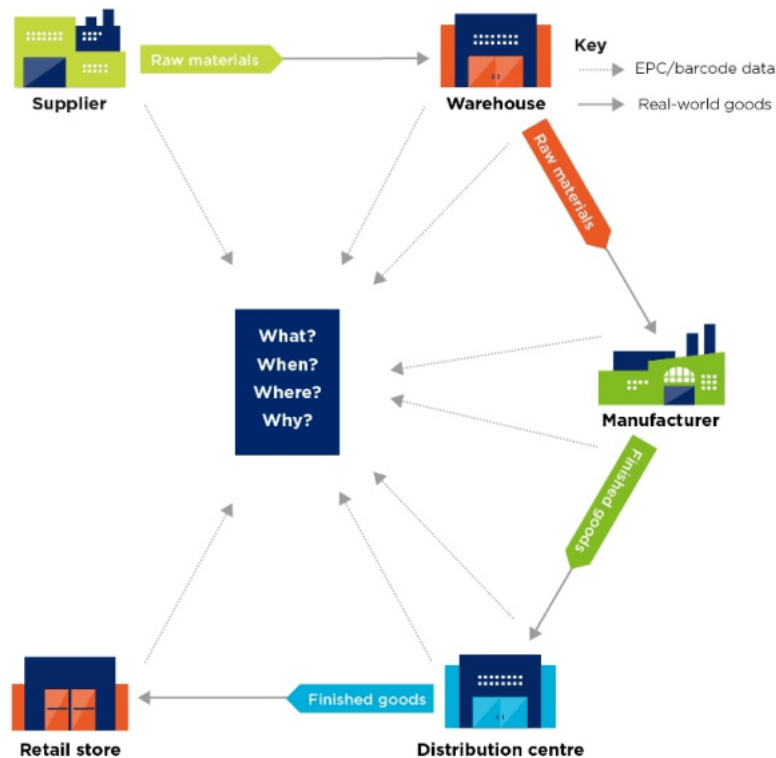 Raw materials
Supplier
Warehouse
Key
EPC/barcode data
Real-world goods
Raw materials
What?
When?
Where?
Why?
Manufacturer
Finished goods
Finished goods
Retail store
Distribution centre